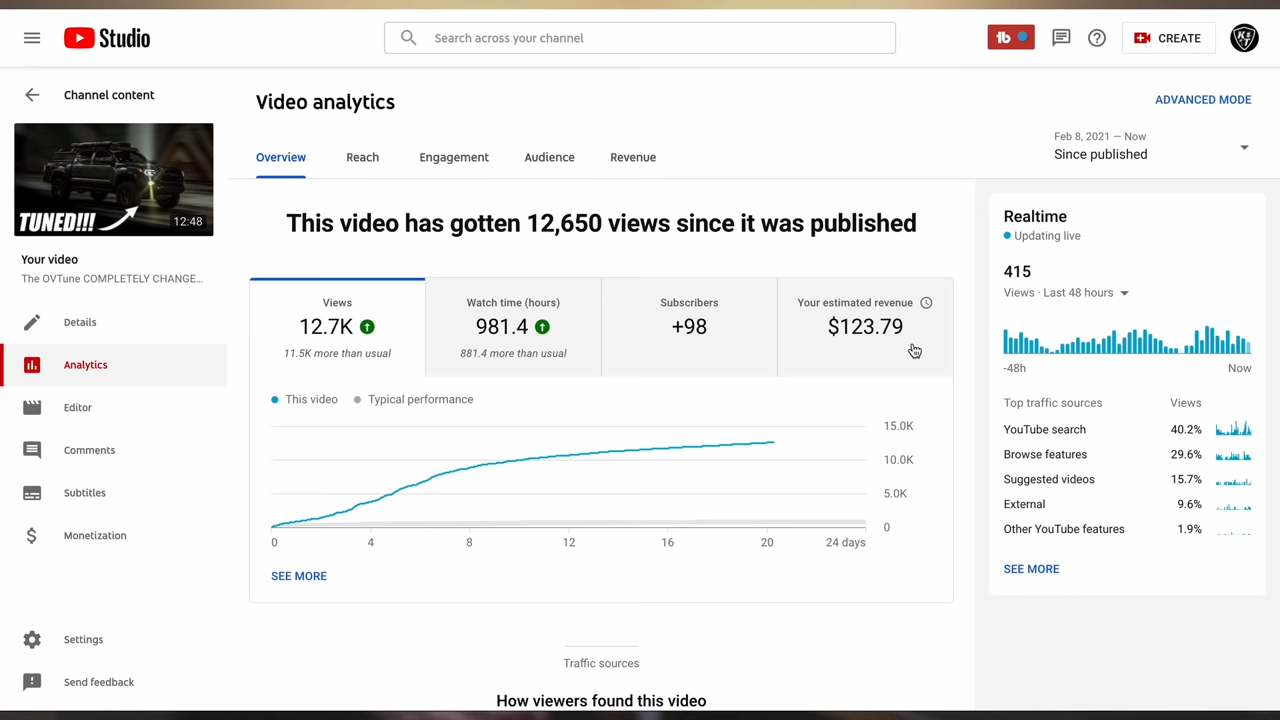 Studio
Search across your channel
CREATE
Channel content
TUNED!!!
12:48
Your video
The OVTune COMPLETELY CHANGE...
Details
Analytics
Editor
Comments
Subtitles
Monetization
Settings
Send feedback
Video analytics
ADVANCED MODE
Overview Reach Engagement Audience Revenue
Feb 8, 2021 – Now
Since published
This video has gotten 12,650 views since it was published
Views
12.7K
11.5K more than usual
Watch time (hours)
981.4
881.4 more than usual
Subscribers
+98
Your estimated revenue
$123.79
This video Typical performance
15.0K
10.0K
5.0K
0
0 4 8 12 16 20 24 days
SEE MORE
Traffic sources
How viewers found this video
Realtime
Updating live
415
Views · Last 48 hours
-48h Now
Top traffic sources Views
YouTube search 40.2%
Browse features 29.6%
Suggested videos 15.7%
External 9.6%
Other YouTube features 1.9%
SEE MORE